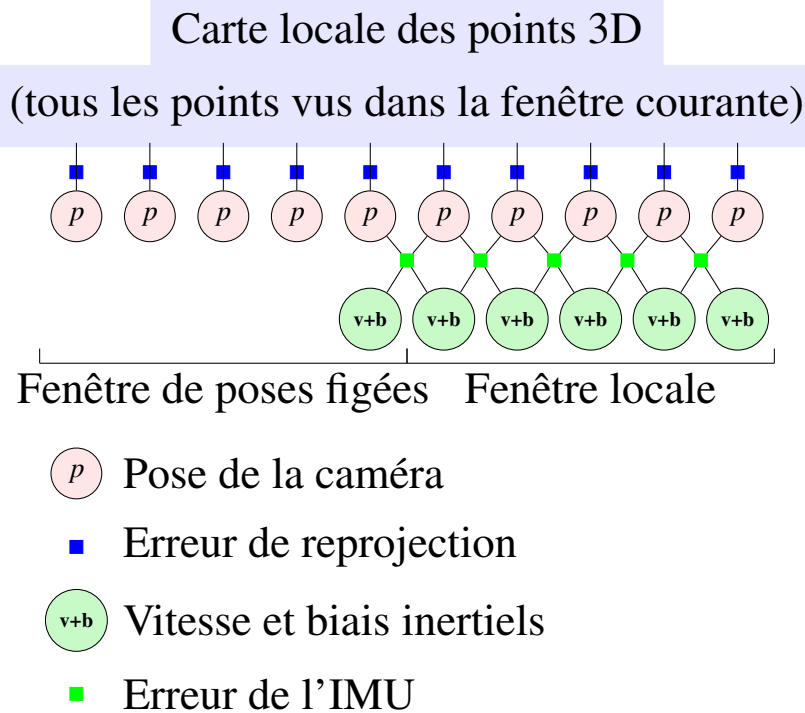 Carte locale des points 3D
(tous les points vus dans la fenêtre courante)
p p p p p p p p p p
v+b v+b v+b v+b v+b v+b
Fenêtre de poses figées Fenêtre locale
p Pose de la caméra
Erreur de reprojection
v+b Vitesse et biais inertiels
Erreur de l'IMU